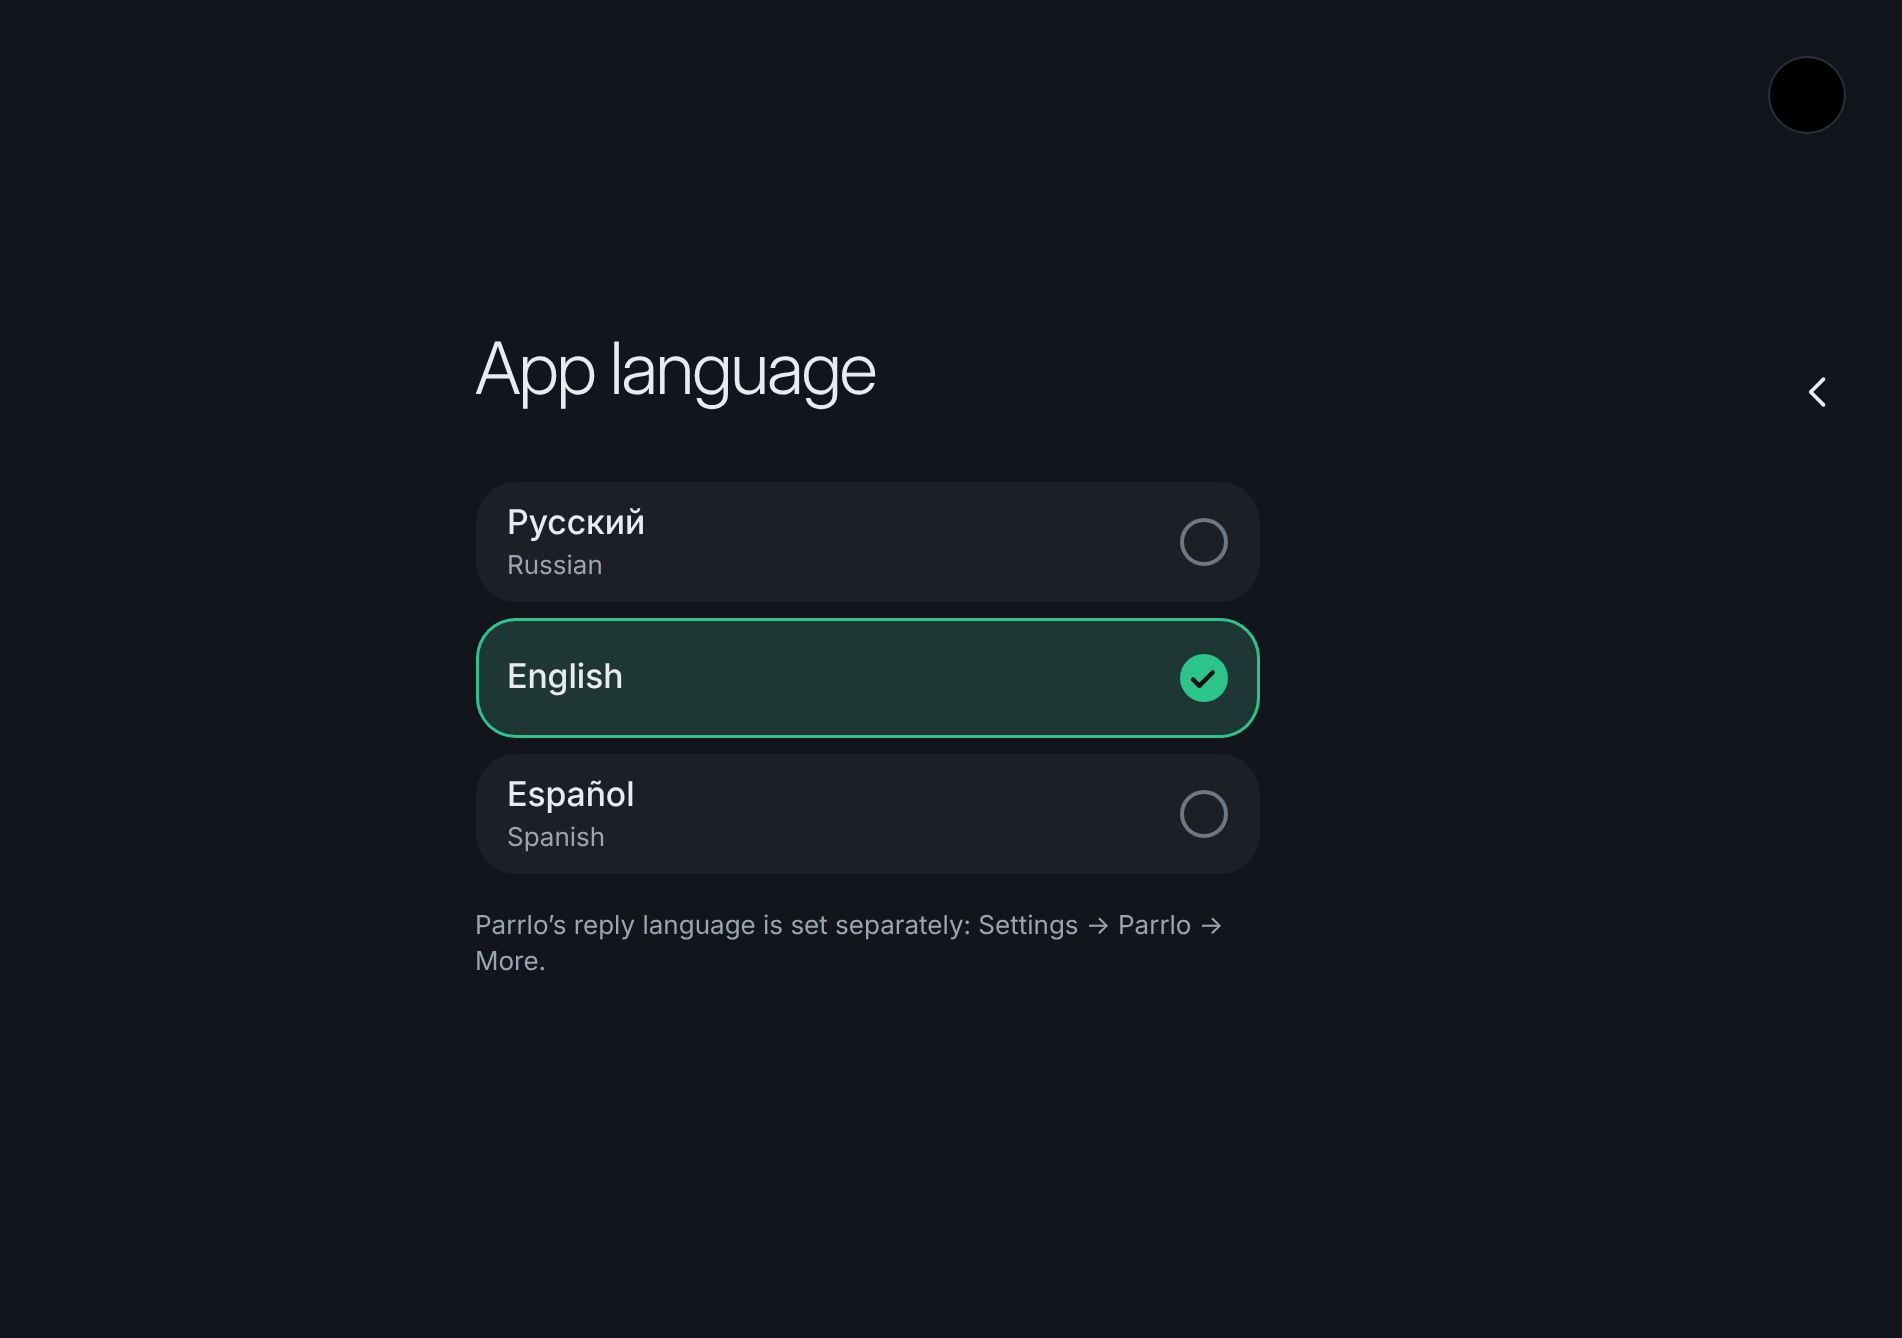 App language
Русский
Russian
English
Español
Spanish
Parrlo’s reply language is set separately: Settings → Parrlo →
More.